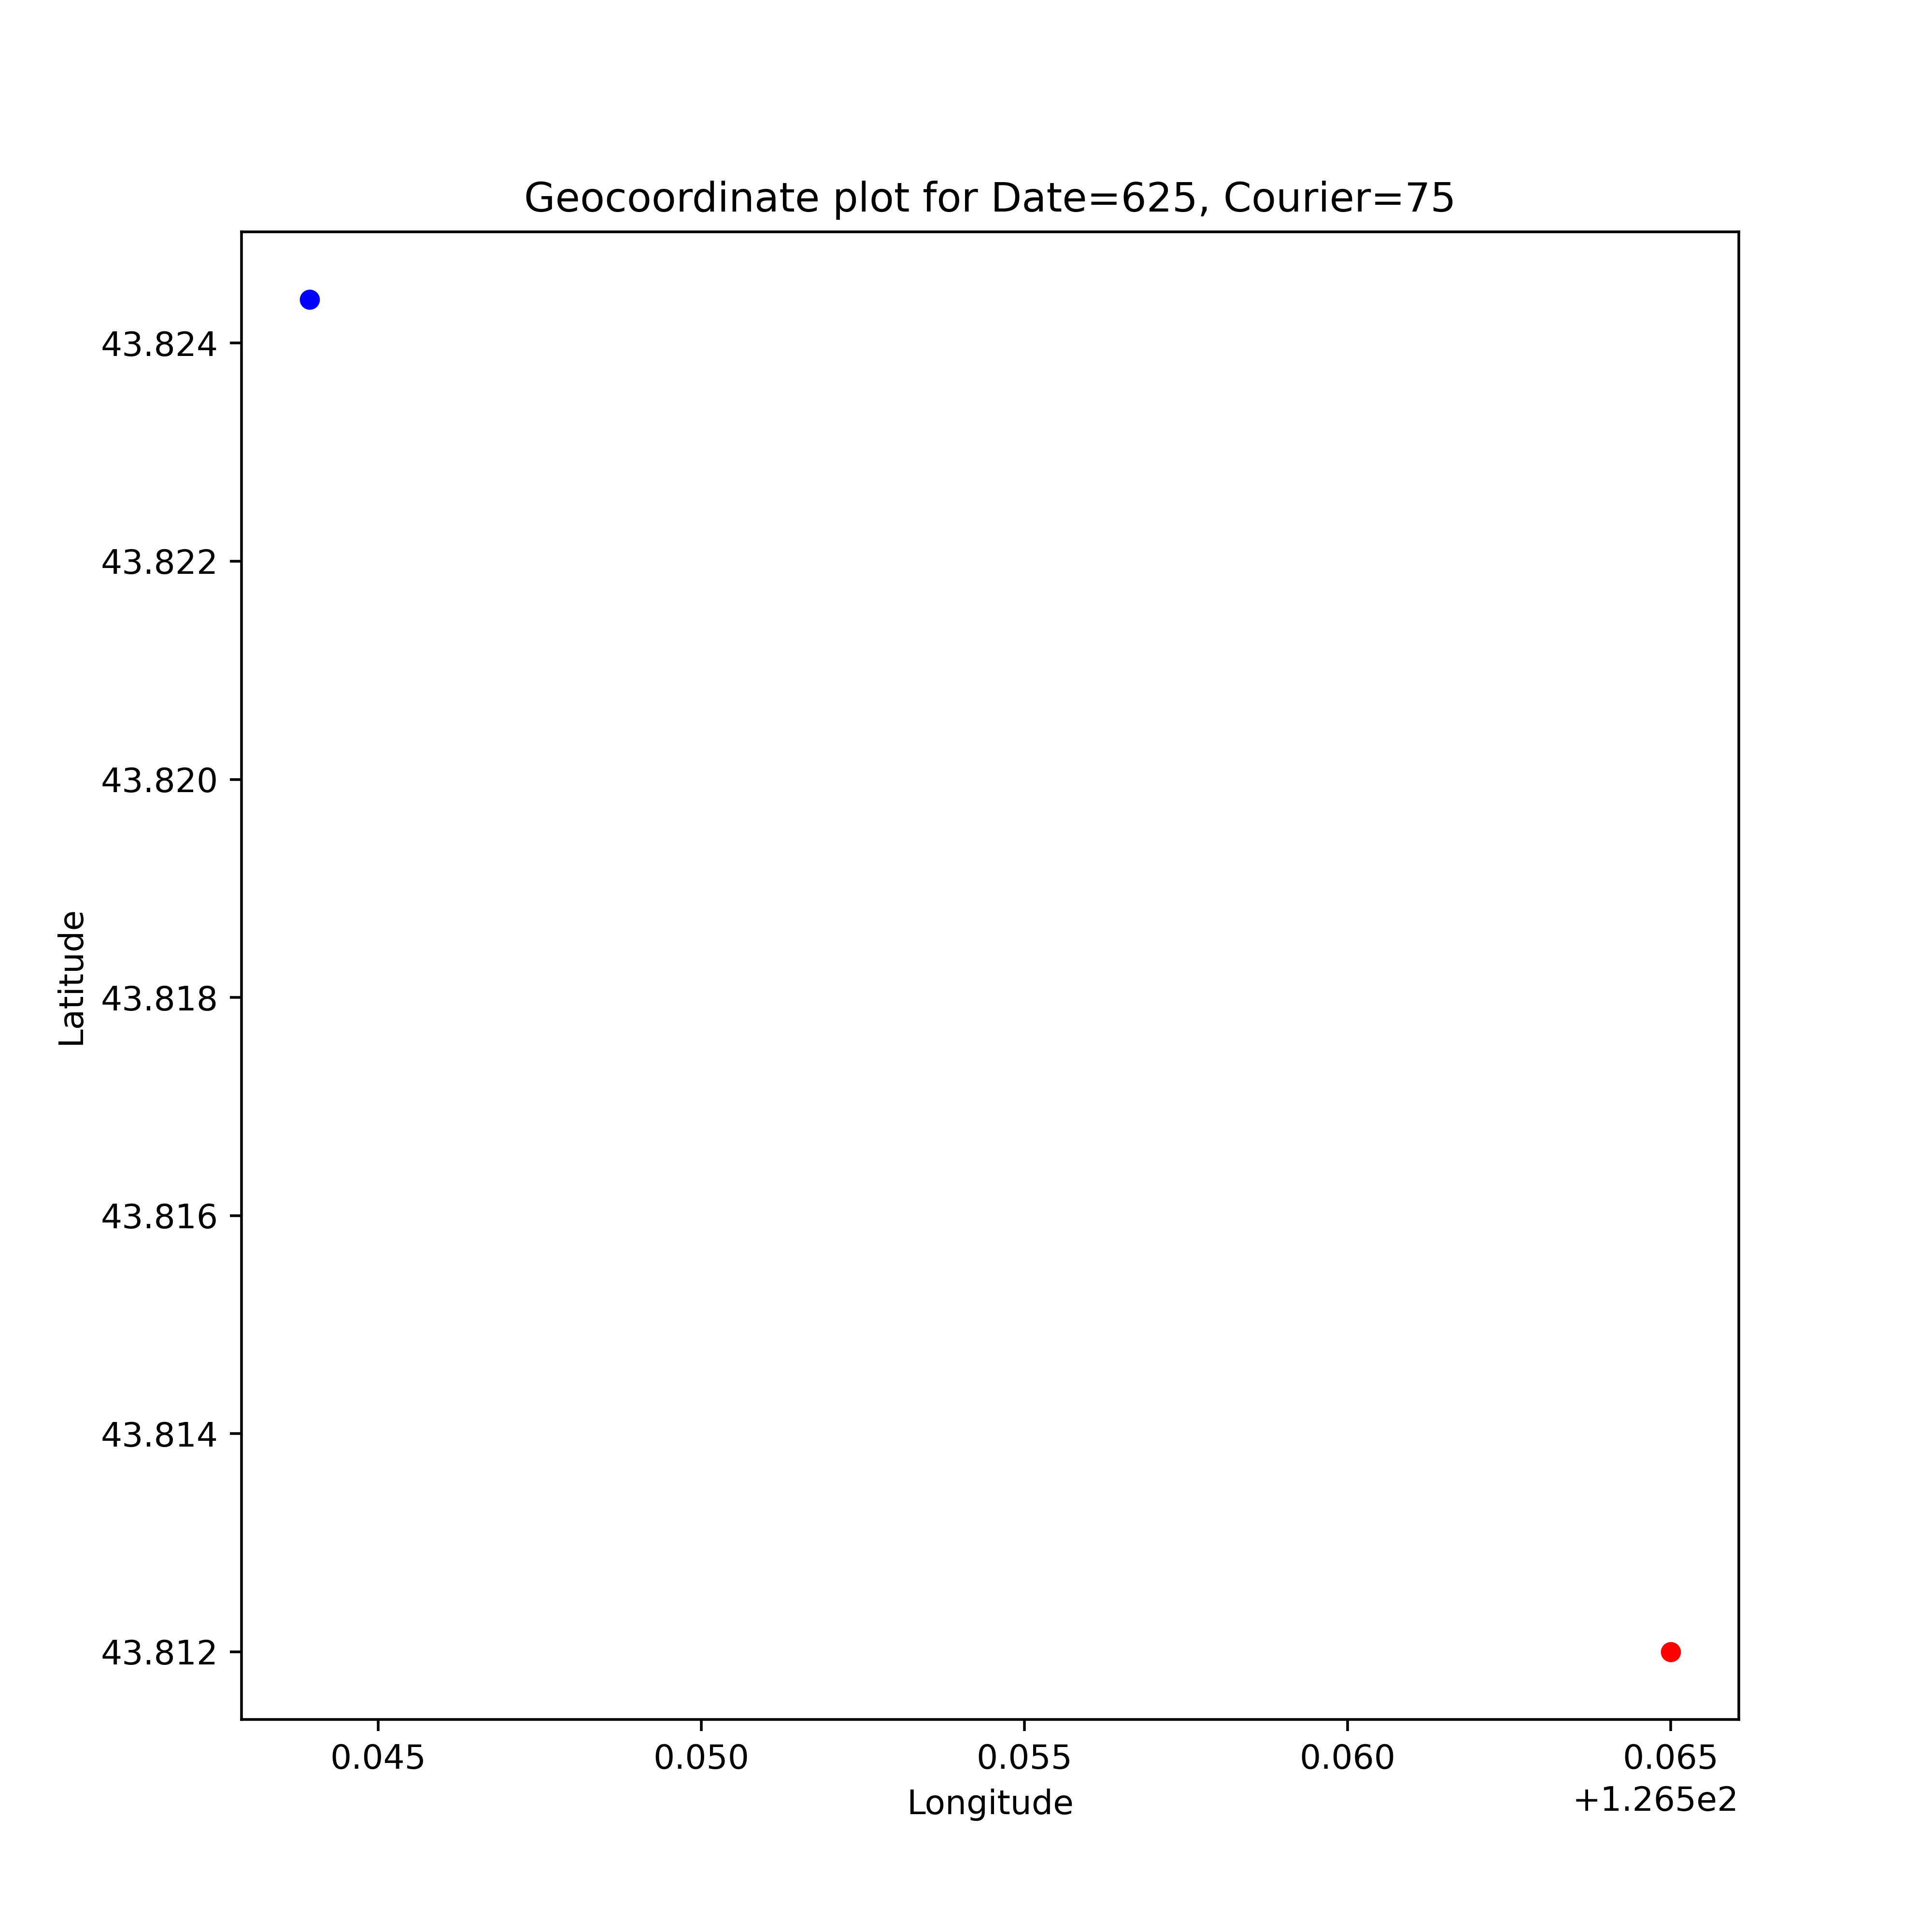 Geocoordinate plot for Date=625, Courier=75
43.824
43.822
43.820
43.818
43.816
43.814
43.812
Latitude
0.045 0.050 0.055 0.060 0.065
Longitude
+1.265e2